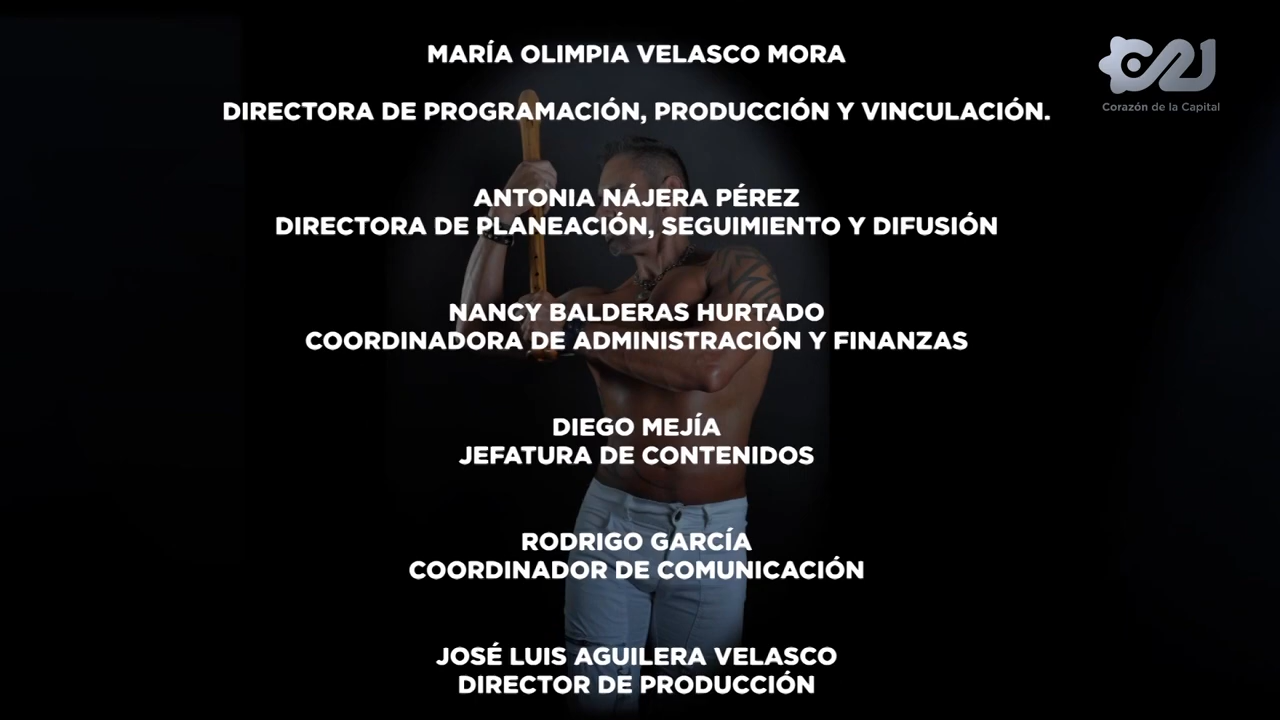 MARÍA OLIMPIA VELASCO MORA
DIRECTORA DE PROGRAMACIÓN, PRODUCCIÓN Y VINCULACIÓN.
ANTONIA NÁJERA PÉREZ
DIRECTORA DE PLANEACIÓN, SEGUIMIENTO Y DIFUSIÓN
NANCY BALDERAS HURTADO
COORDINADORA DE ADMINISTRACIÓN Y FINANZAS
DIEGO MEJÍA
JEFATURA DE CONTENIDOS
RODRIGO GARCÍA
COORDINADOR DE COMUNICACIÓN
JOSÉ LUIS AGUILERA VELASCO
DIRECTOR DE PRODUCCIÓN
C21
Corazón de la Capital